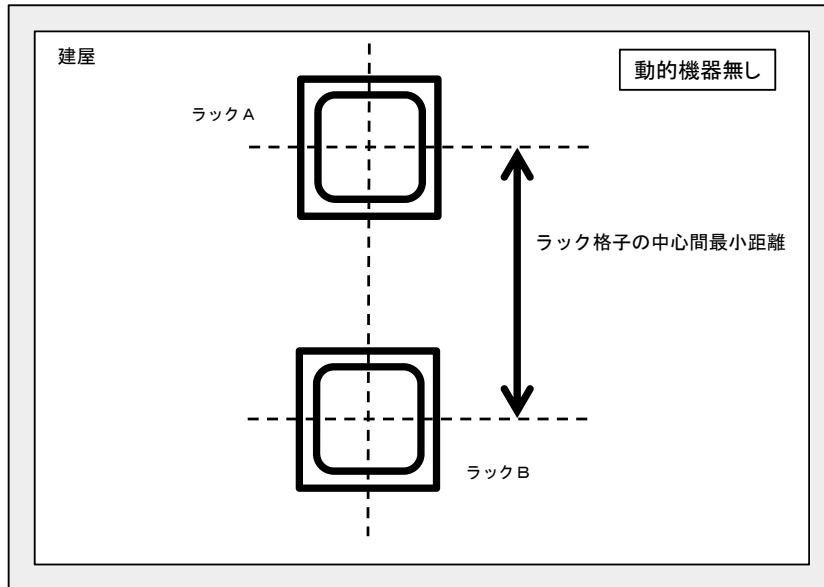 建屋
動的機器無し
ラックＡ
ラック格子の中心間最小距離
ラックＢ